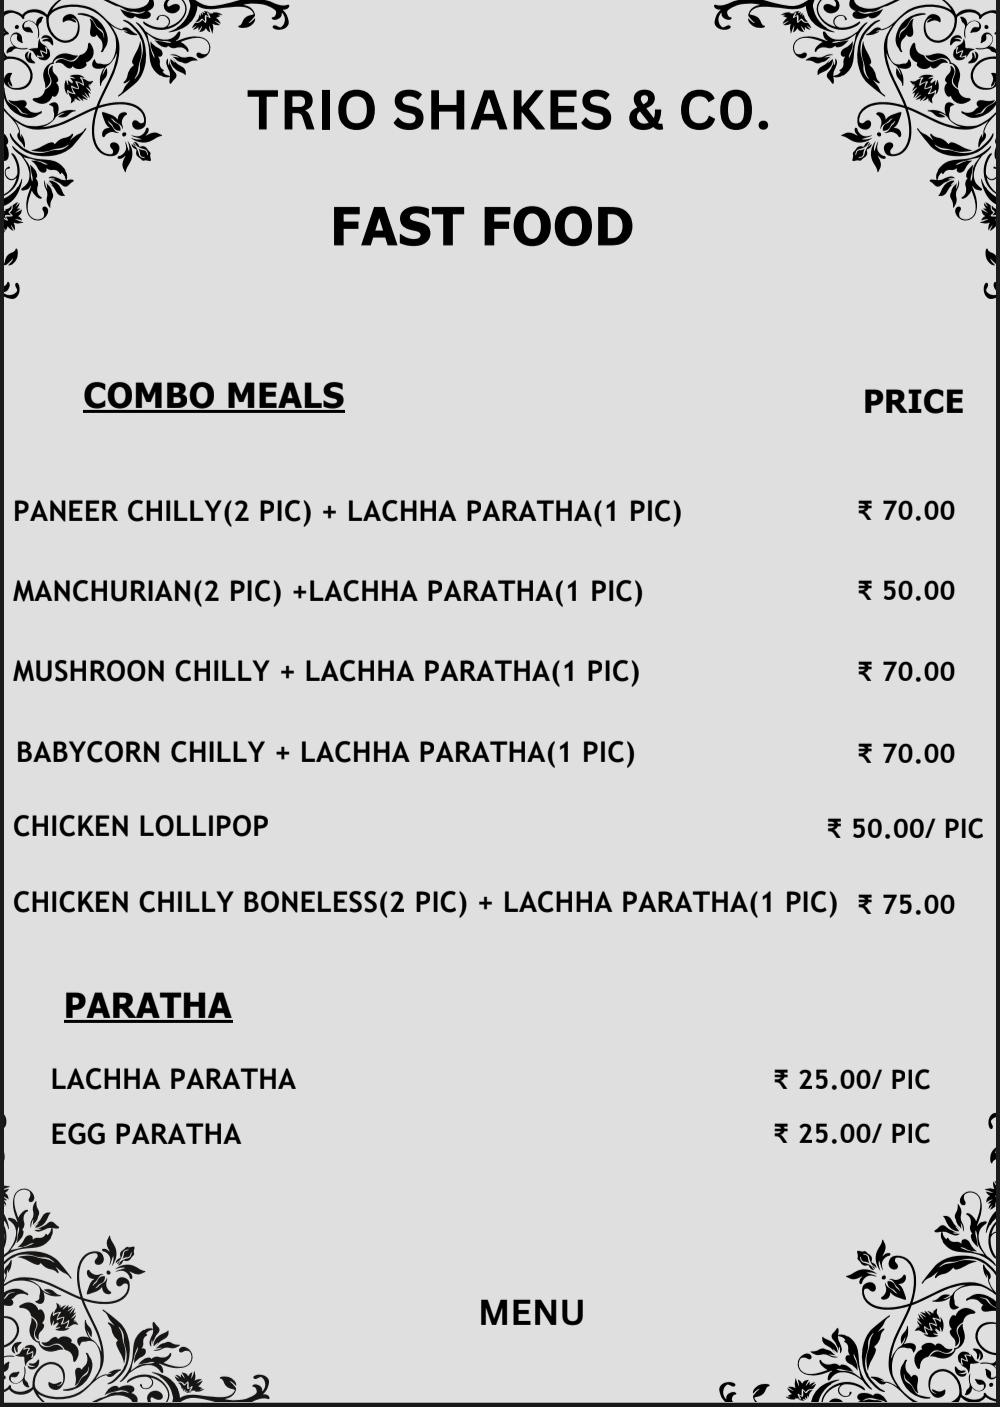 TRIO SHAKES & CO.
FAST FOOD
COMBO MEALS PRICE
PANEER CHILLY(2 PIC) + LACHHA PARATHA(1 PIC) ₹ 70.00
MANCHURIAN(2 PIC) +LACHHA PARATHA(1 PIC) ₹ 50.00
MUSHROON CHILLY + LACHHA PARATHA(1 PIC) ₹ 70.00
BABYCORN CHILLY + LACHHA PARATHA(1 PIC) ₹ 70.00
CHICKEN LOLLIPOP ₹ 50.00/ PIC
CHICKEN CHILLY BONELESS(2 PIC) + LACHHA PARATHA(1 PIC) ₹ 75.00
PARATHA
LACHHA PARATHA ₹ 25.00/ PIC
EGG PARATHA ₹ 25.00/ PIC
MENU